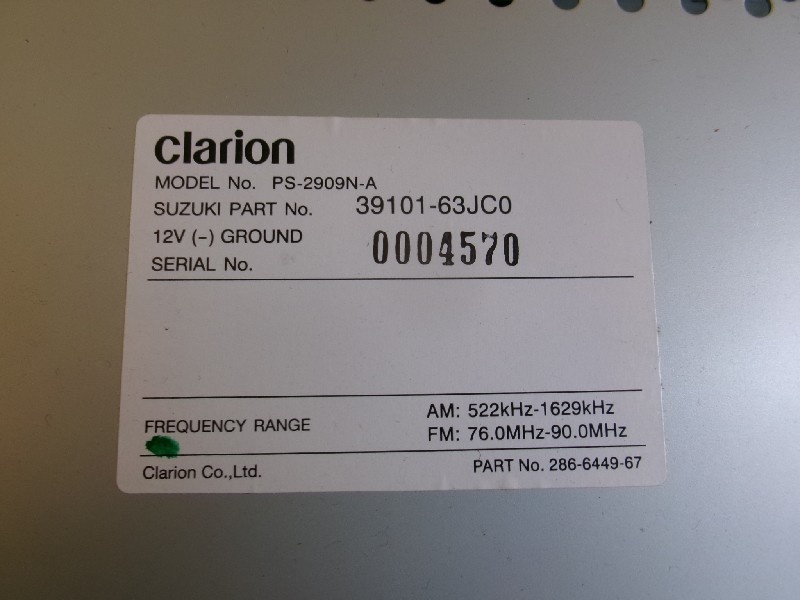 clarion
MODEL No. PS-2909N-A
SUZUKI PART No. 39101-63JC0
12V (–) GROUND
SERIAL No. 0004570
FREQUENCY RANGE
AM: 522kHz-1629kHz
FM: 76.0MHz-90.0MHz
Clarion Co.,Ltd.
PART No. 286-6449-67